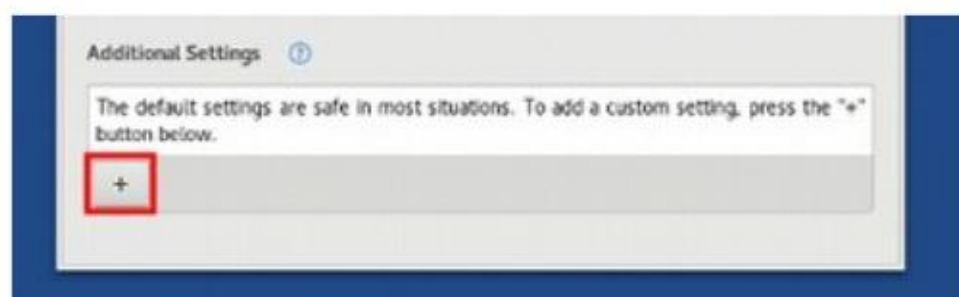 Additional Settings ?
The default settings are safe in most situations. To add a custom setting, press the "+"
button below.
+